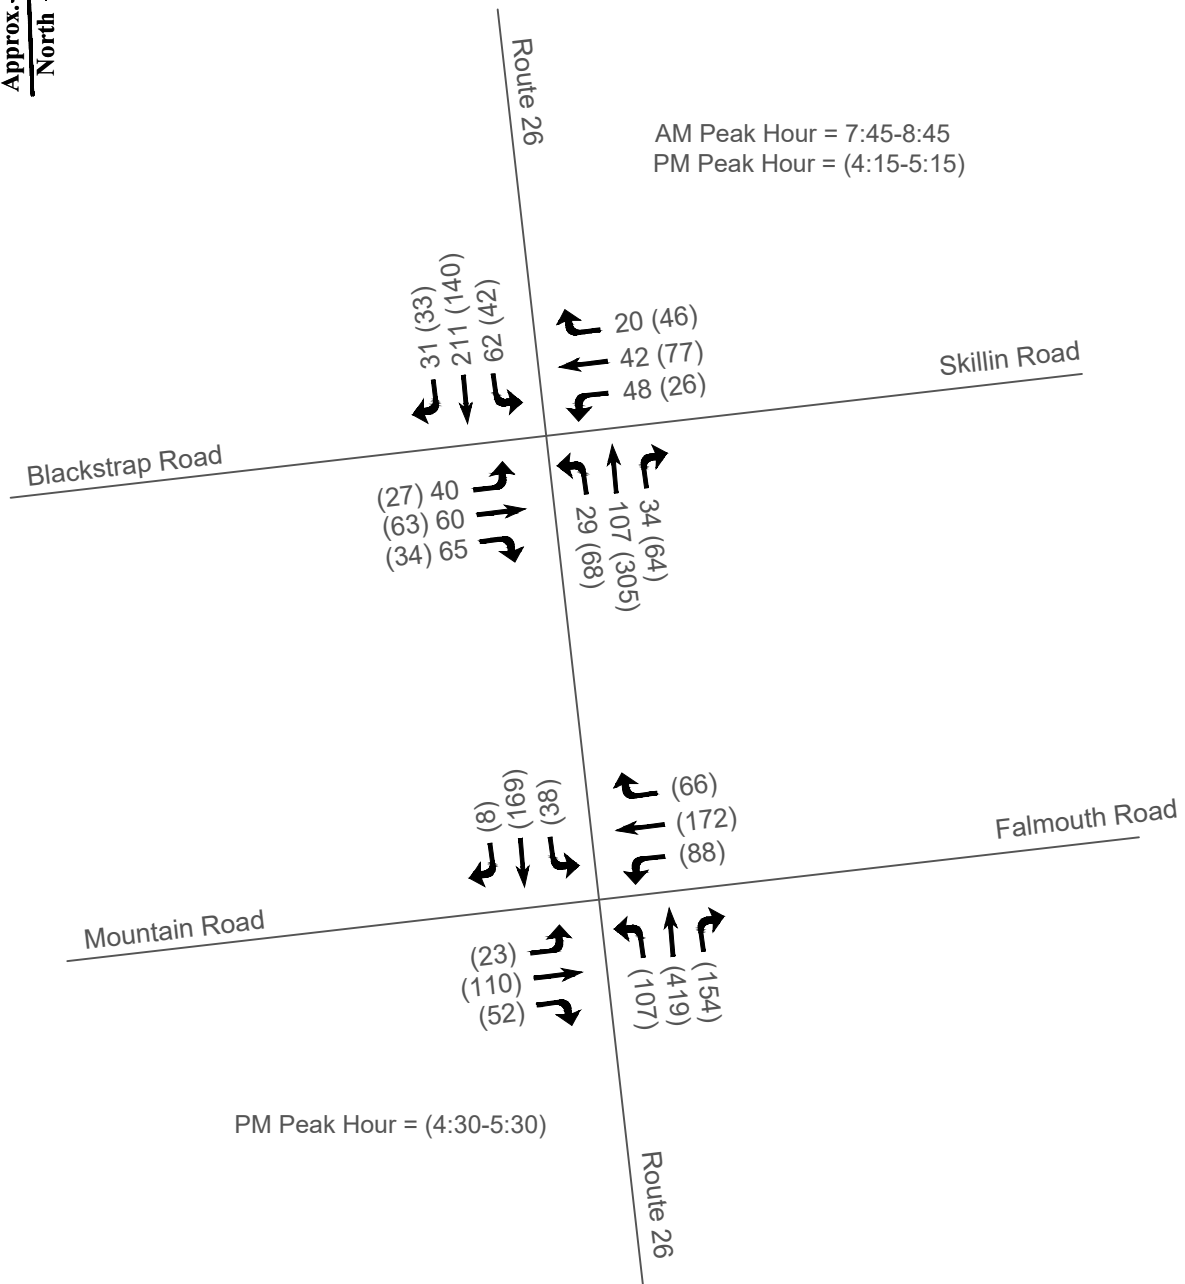 Approx.
North
Route 26
AM Peak Hour = 7:45-8:45
PM Peak Hour = (4:15-5:15)
31 (33)
211 (140)
62 (42)
20 (46)
42 (77)
48 (26)
Skillin Road
Blackstrap Road
(27) 40
(63) 60
(34) 65
29 (68)
107 (305)
34 (64)
(8)
(169)
(38)
(66)
(172)
(88)
Falmouth Road
Mountain Road
(23)
(110)
(52)
(107)
(419)
(154)
PM Peak Hour = (4:30-5:30)
Route 26